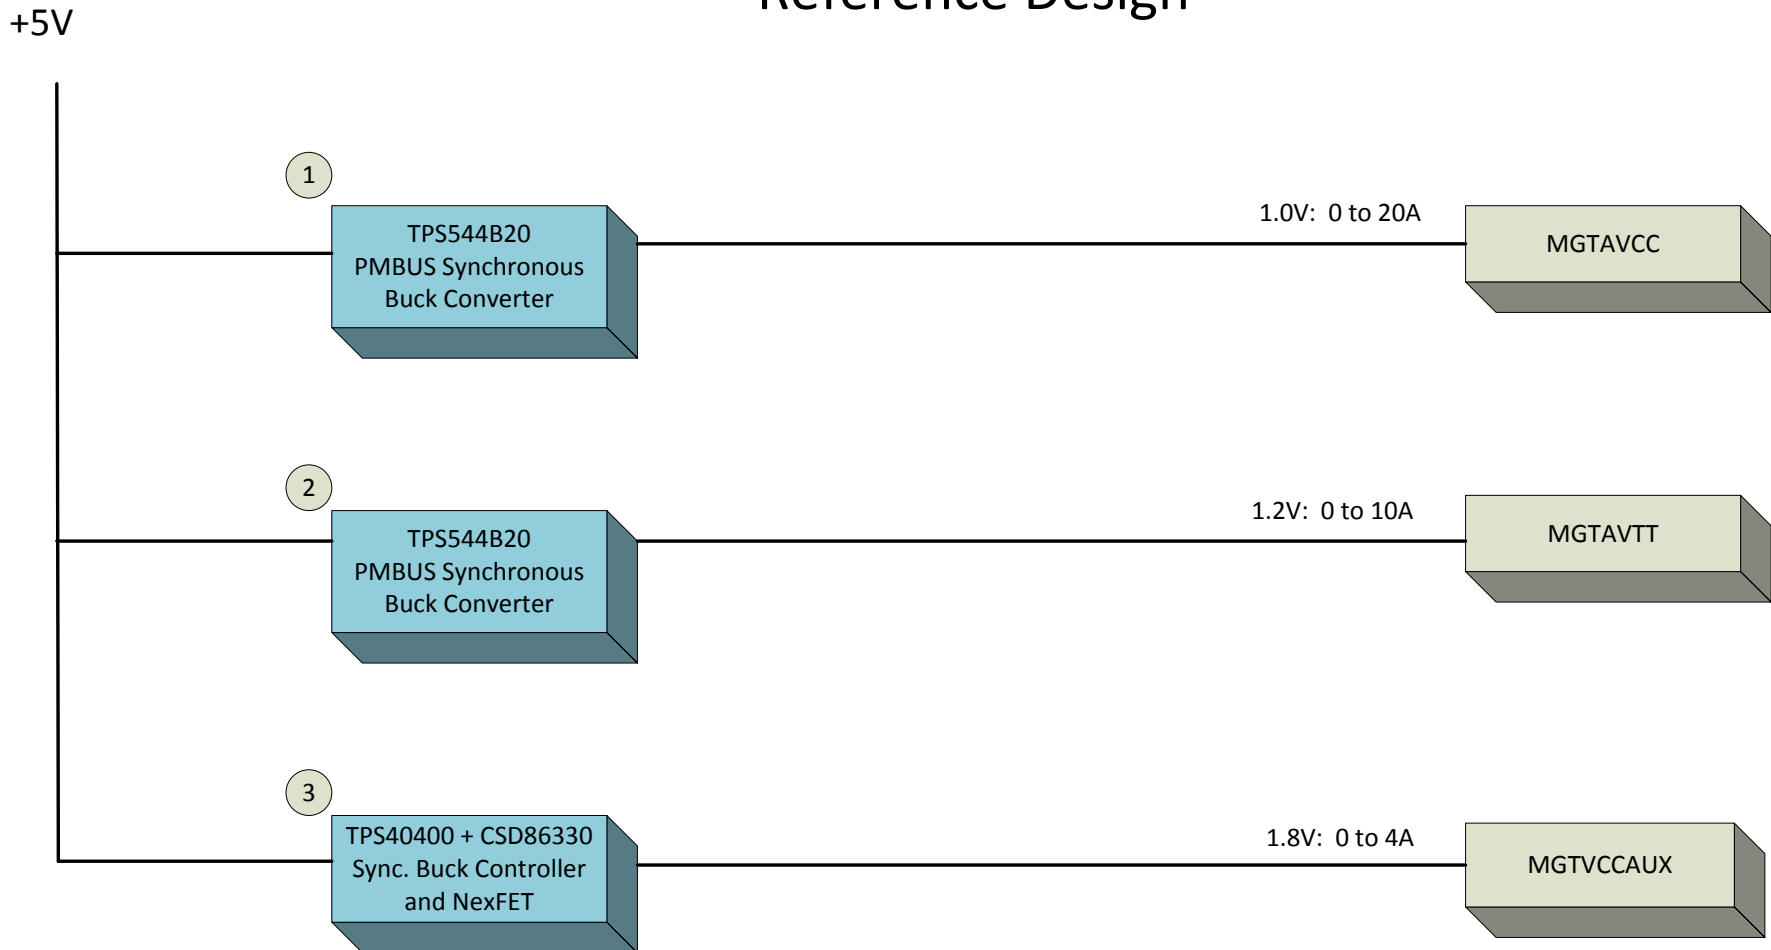 Reference Design
+5V
1
TPS544B20
PMBUS Synchronous
Buck Converter
1.0V: 0 to 20A
MGTAVCC
2
TPS544B20
PMBUS Synchronous
Buck Converter
1.2V: 0 to 10A
MGTAVTT
3
TPS40400 + CSD86330
Sync. Buck Controller
and NexFET
1.8V: 0 to 4A
MGTVCCAUX